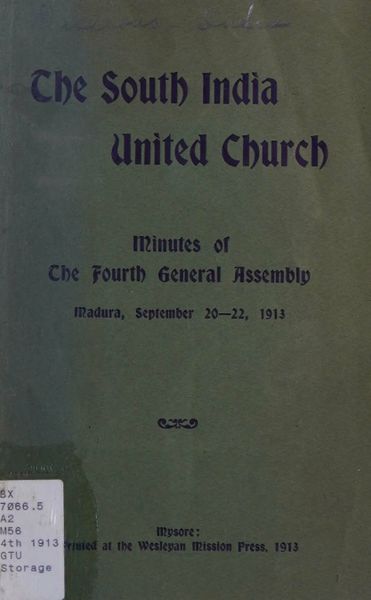 The South India
United Church
Minutes of
The Fourth General Assembly
Madura, September 20—22, 1913
BX
7066.5
A2
M56
4th 1913
GTU
Storage
Mysore:
Printed at the Wesleyan Mission Press, 1913